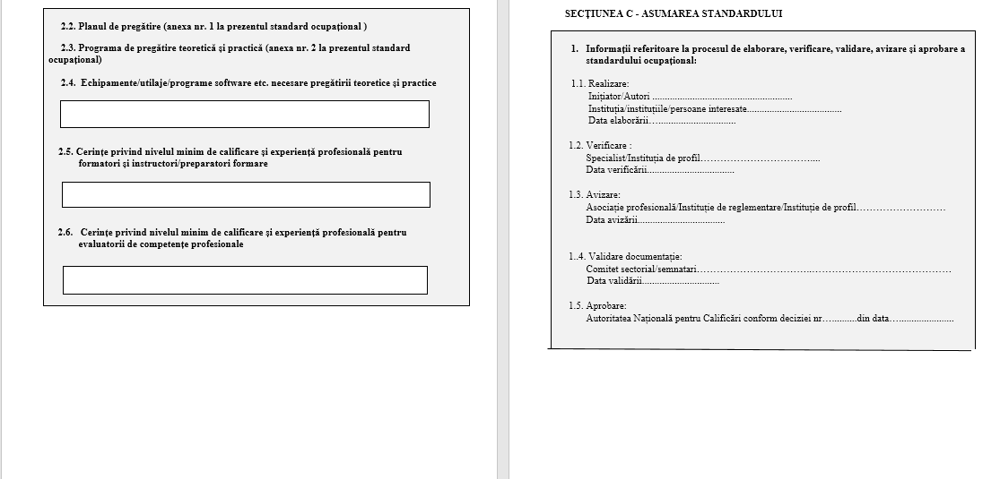 2.2. Planul de pregătire (anexa nr. 1 la prezentul standard ocupațional )
2.3. Programa de pregătire teoretică și practică (anexa nr. 2 la prezentul standard
ocupațional)
2.4. Echipamente/utilaje/programe software etc. necesare pregătirii teoretice și practice
2.5. Cerințe privind nivelul minim de calificare și experiență profesională pentru
formatori și instructori/preparatori formare
2.6. Cerințe privind nivelul minim de calificare și experiență profesională pentru
evaluatorii de competențe profesionale
SECȚIUNEA C - ASUMAREA STANDARDULUI
1. Informații referitoare la procesul de elaborare, verificare, validare, avizare și aprobare a
standardului ocupațional:
1.1. Realizare:
Inițiator/Autori ........................................................
Instituția/instituțiile/persoane interesate......................................
Data elaborării…...............................
1.2. Verificare :
Specialist/Instituția de profil……………………………....
Data verificării...................................
1.3. Avizare:
Asociație profesională/Instituție de reglementare/Instituție de profil………………………
Data avizării...................................
1..4. Validare documentație:
Comitet sectorial/semnatari…………………………………………………………………
Data validării...............................
1.5. Aprobare:
Autoritatea Națională pentru Calificări conform deciziei nr…..........din data….......................